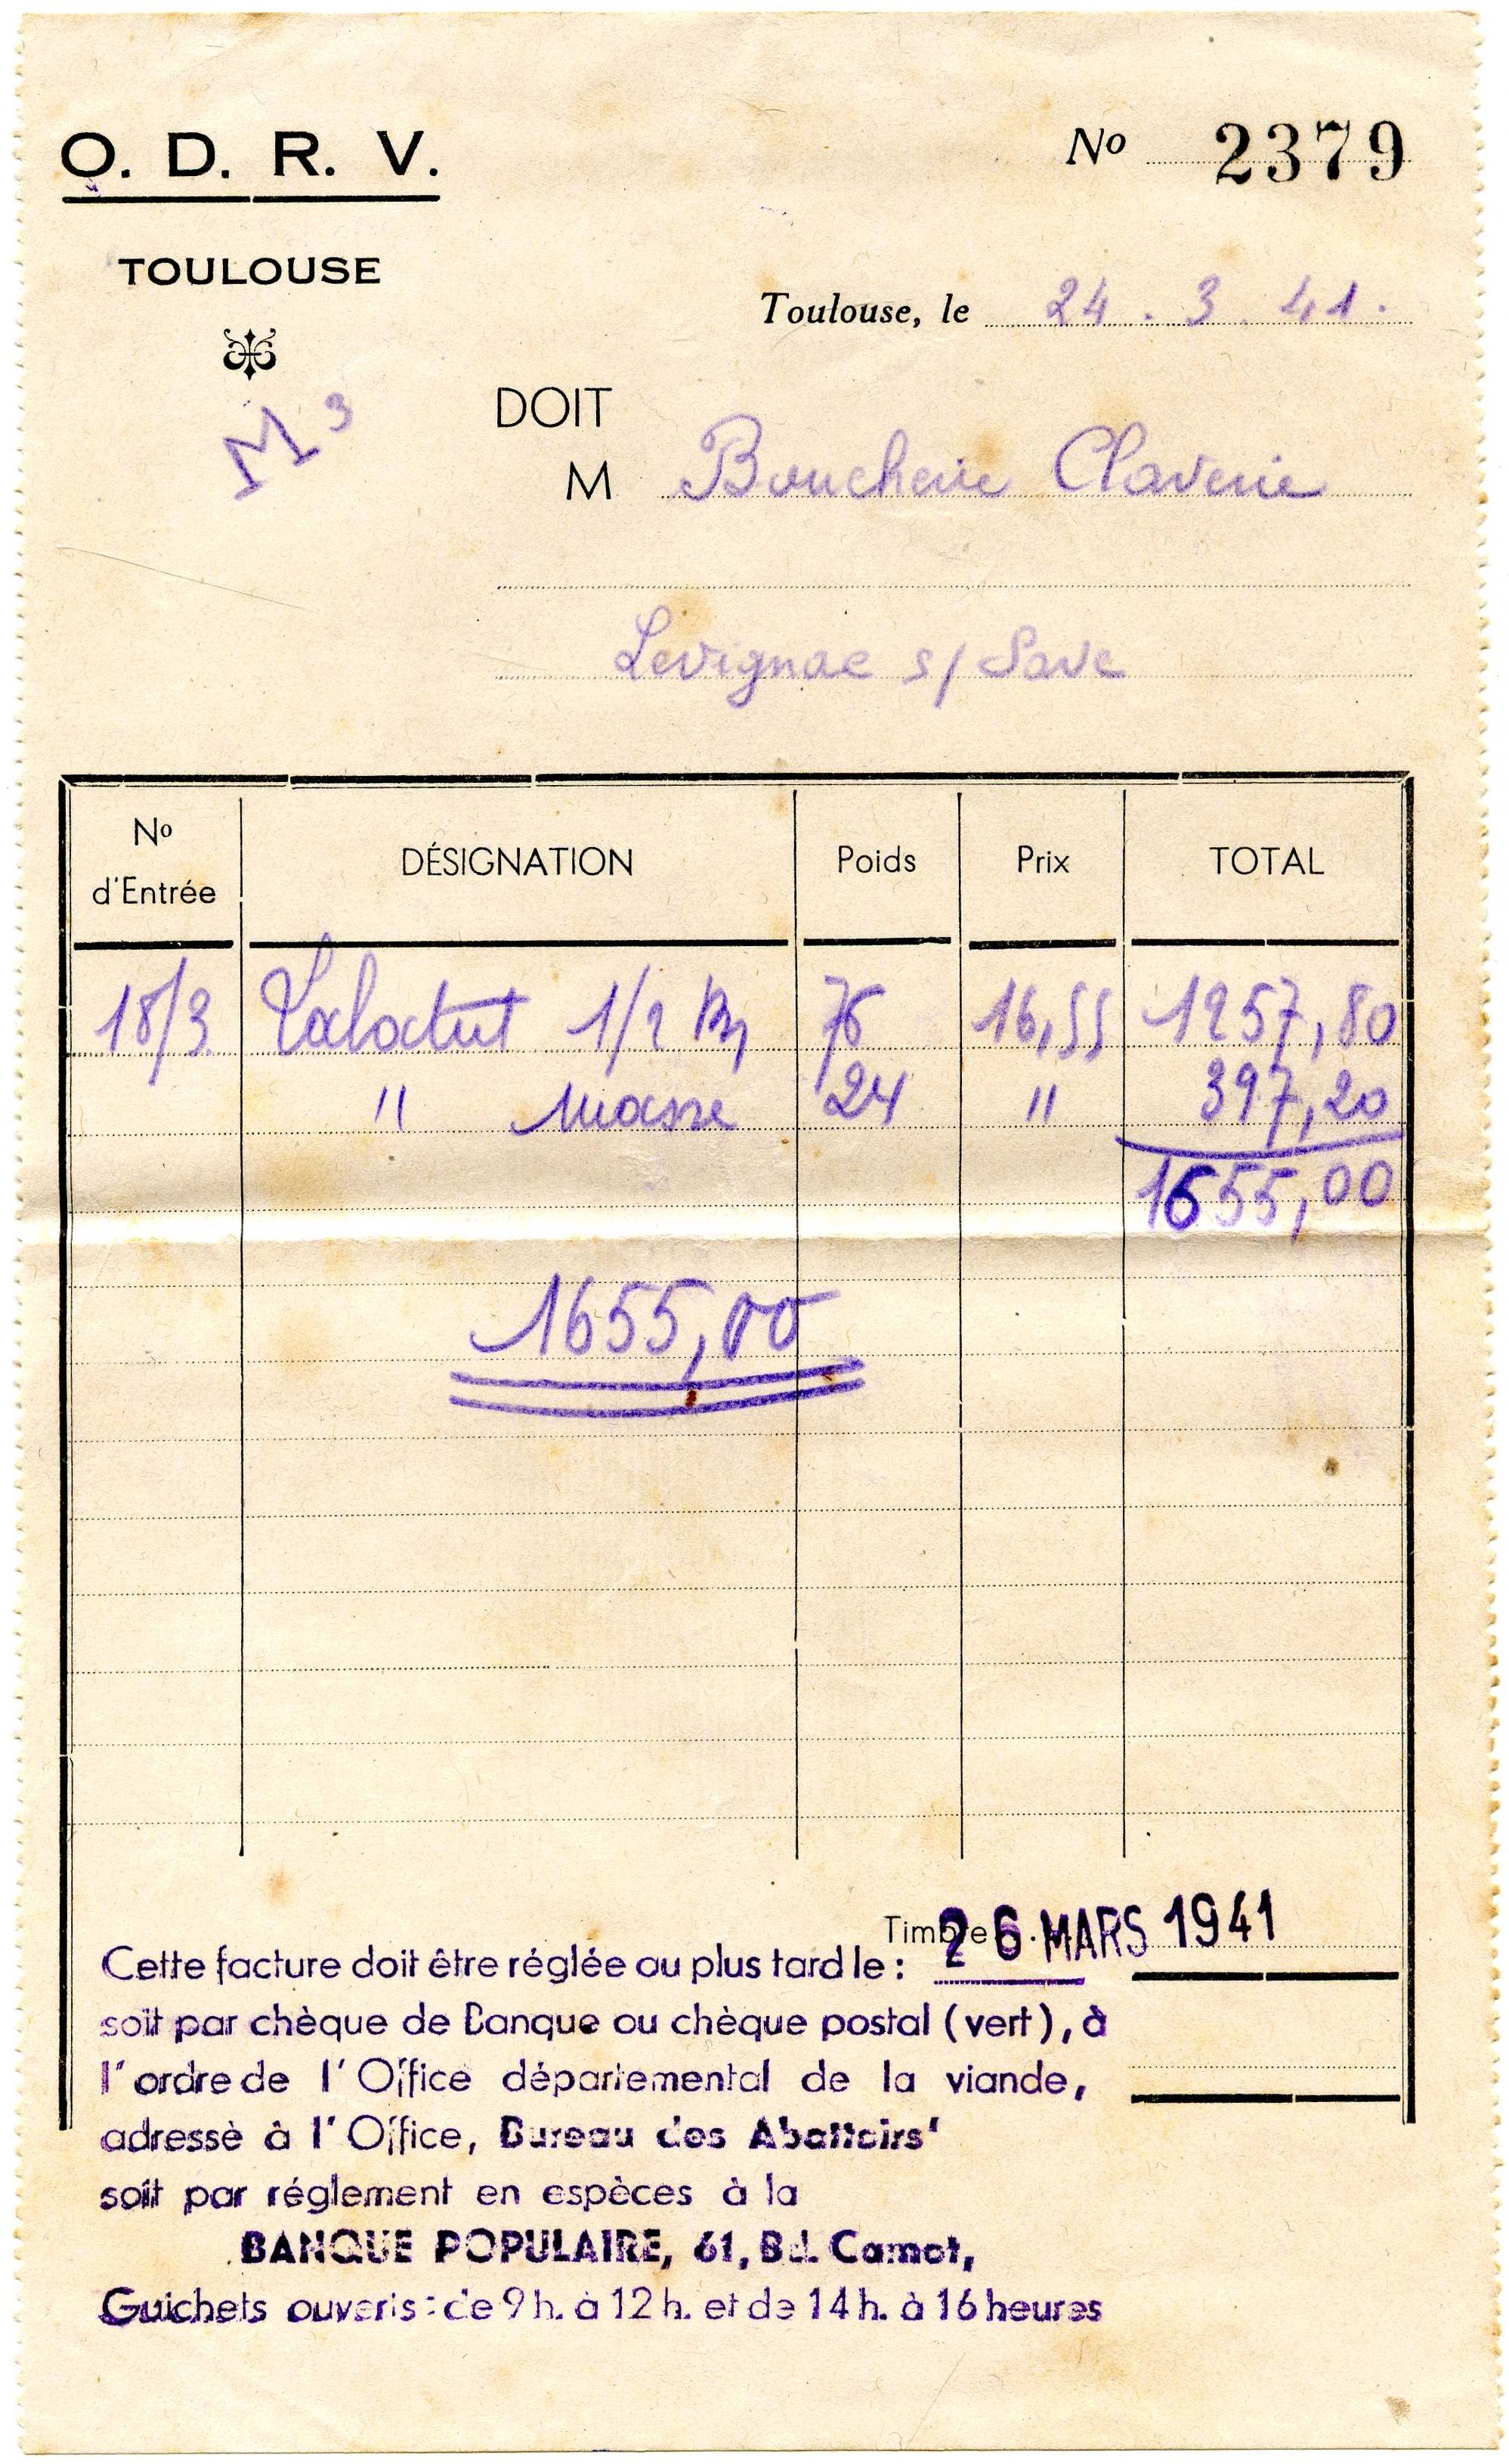 O. D. R. V.
No 2379
TOULOUSE
Toulouse, le 24.3.41.
M3
DOIT
M Boucherie Claverie
Levignac s/ Save
No d'Entrée DÉSIGNATION Poids Prix TOTAL
18/3 1/2 76 16,55 1257,80
" Masse 24 " 397,20
1655,00
1655,00
Timbre 26 MARS 1941
Cette facture doit être réglée au plus tard le :
soit par chèque de Banque ou chèque postal (vert), à
l'ordre de l'Office départemental de la viande,
adressé à l'Office, Bureau des Abattoirs'
soit par réglement en espèces à la
BANQUE POPULAIRE, 61, Bd. Carnot,
Guichets ouverts : de 9 h. à 12 h. et de 14 h. à 16 heures